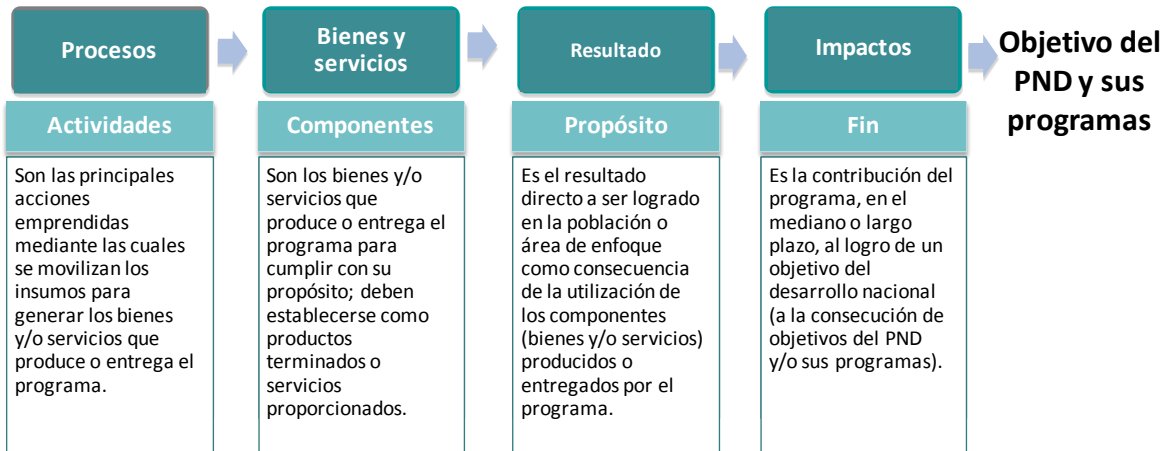 Procesos
Bienes y
servicios
Resultado
Impactos
Objetivo del
PND y sus
programas
Actividades
Son las principales
acciones
emprendidas
mediante las cuales
se movilizan los
insumos para
generar los bienes
y/o servicios que
produce o entrega el
programa.
Componentes
Son los bienes y/o
servicios que
produce o entrega el
programa para
cumplir con su
propósito; deben
establecerse como
productos
terminados o
servicios
proporcionados.
Propósito
Es el resultado
directo a ser logrado
en la población o
área de enfoque
como consecuencia
de la utilización de
los componentes
(bienes y/o servicios)
producidos o
entregados por el
programa.
Fin
Es la contribución del
programa, en el
mediano o largo
plazo, al logro de un
objetivo del
desarrollo nacional
(a la consecución de
objetivos del PND
y/o sus programas).